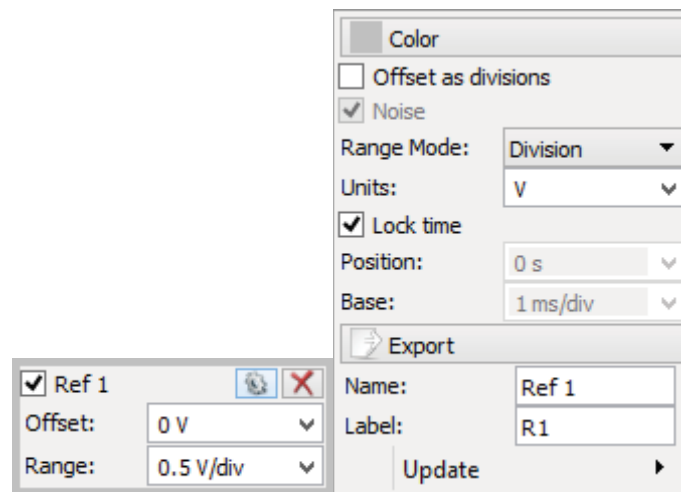 Color
Offset as divisions
Noise
Range Mode: Division
Units: V
Lock time
Position: 0 s
Base: 1 ms/div
Export
Name: Ref 1
Label: R1
Update
Ref 1
Offset: 0 V
Range: 0.5 V/div